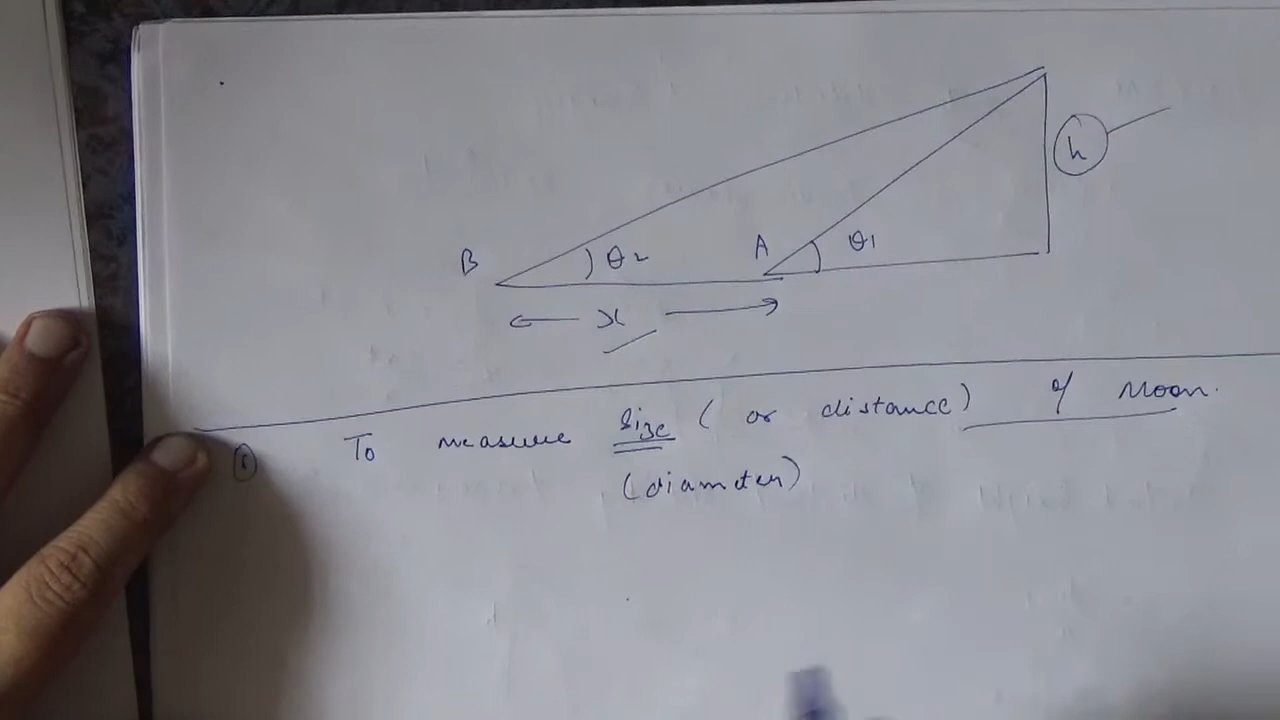 h
B θ2 A θ1
x
① To measure Size (or distance) of Moon.
(diameter)